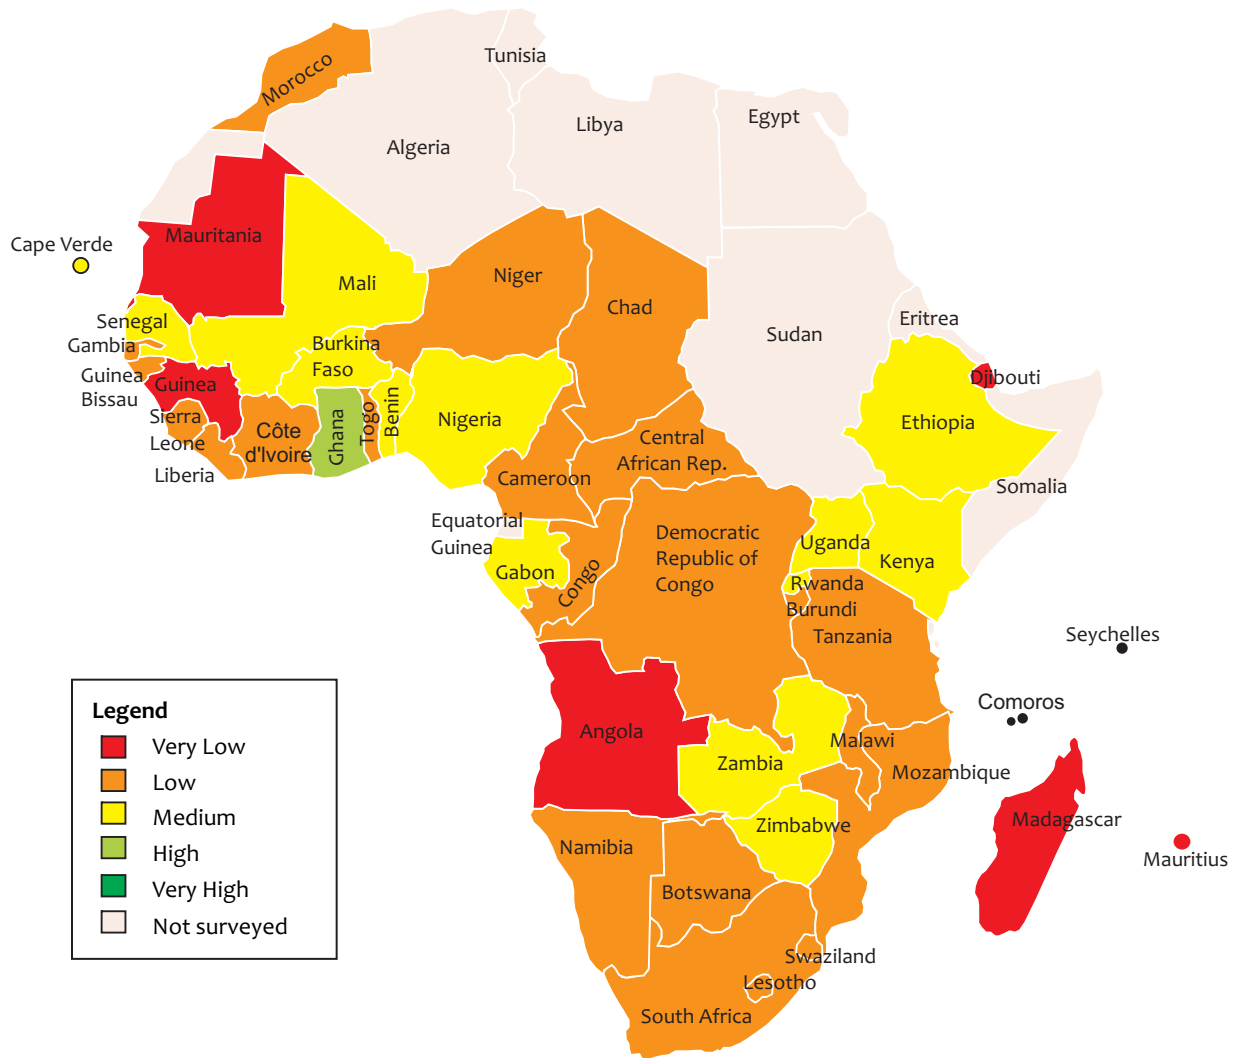 Tunisia
Morocco
Algeria
Libya
Egypt
Mauritania
Cape Verde
Mali
Niger
Chad
Sudan
Eritrea
Senegal
Gambia
Burkina
Faso
Guinea
Bissau
Guinea
Djibouti
Sierra
Leone
Liberia
Côte
d'Ivoire
Ghana
Togo
Benin
Nigeria
Ethiopia
Central
African Rep.
Cameroon
Somalia
Equatorial
Guinea
Gabon
Congo
Democratic
Republic of
Congo
Uganda
Kenya
Rwanda
Burundi
Tanzania
Seychelles
Comoros
Angola
Zambia
Malawi
Mozambique
Zimbabwe
Madagascar
Mauritius
Namibia
Botswana
Swaziland
Lesotho
South Africa
Legend
Very Low
Low
Medium
High
Very High
Not surveyed